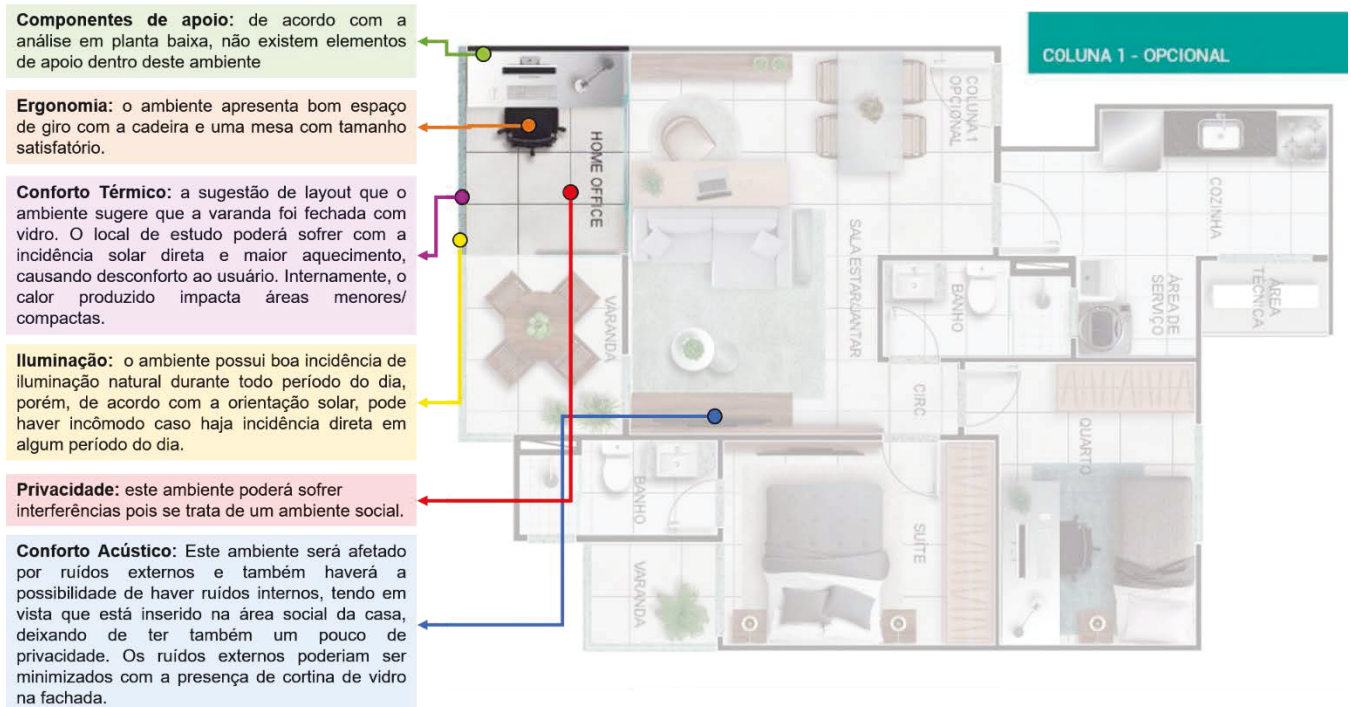 Componentes de apoio: de acordo com a
análise em planta baixa, não existem elementos
de apoio dentro deste ambiente
Ergonomia: o ambiente apresenta bom espaço
de giro com a cadeira e uma mesa com tamanho
satisfatório.
Conforto Térmico: a sugestão de layout que o
ambiente sugere que a varanda foi fechada com
vidro. O local de estudo poderá sofrer com a
incidência solar direta e maior aquecimento,
causando desconforto ao usuário. Internamente, o
calor produzido impacta áreas menores/
compactas.
Iluminação: o ambiente possui boa incidência de
iluminação natural durante todo período do dia,
porém, de acordo com a orientação solar, pode
haver incômodo caso haja incidência direta em
algum período do dia.
Privacidade: este ambiente poderá sofrer
interferências pois se trata de um ambiente social.
Conforto Acústico: Este ambiente será afetado
por ruídos externos e também haverá a
possibilidade de haver ruídos internos, tendo em
vista que está inserido na área social da casa,
deixando de ter também um pouco de
privacidade. Os ruídos externos poderiam ser
minimizados com a presença de cortina de vidro
na fachada.
COLUNA 1 - OPCIONAL
COLUNA 1
OPCIONAL
HOME OFFICE
COZINHA
SALA ESTAR/JANTAR
VARANDA
BANHO
ÁREA DE
SERVIÇO
ÁREA
TÉCNICA
CIRC.
QUARTO
BANHO
SUÍTE
VARANDA